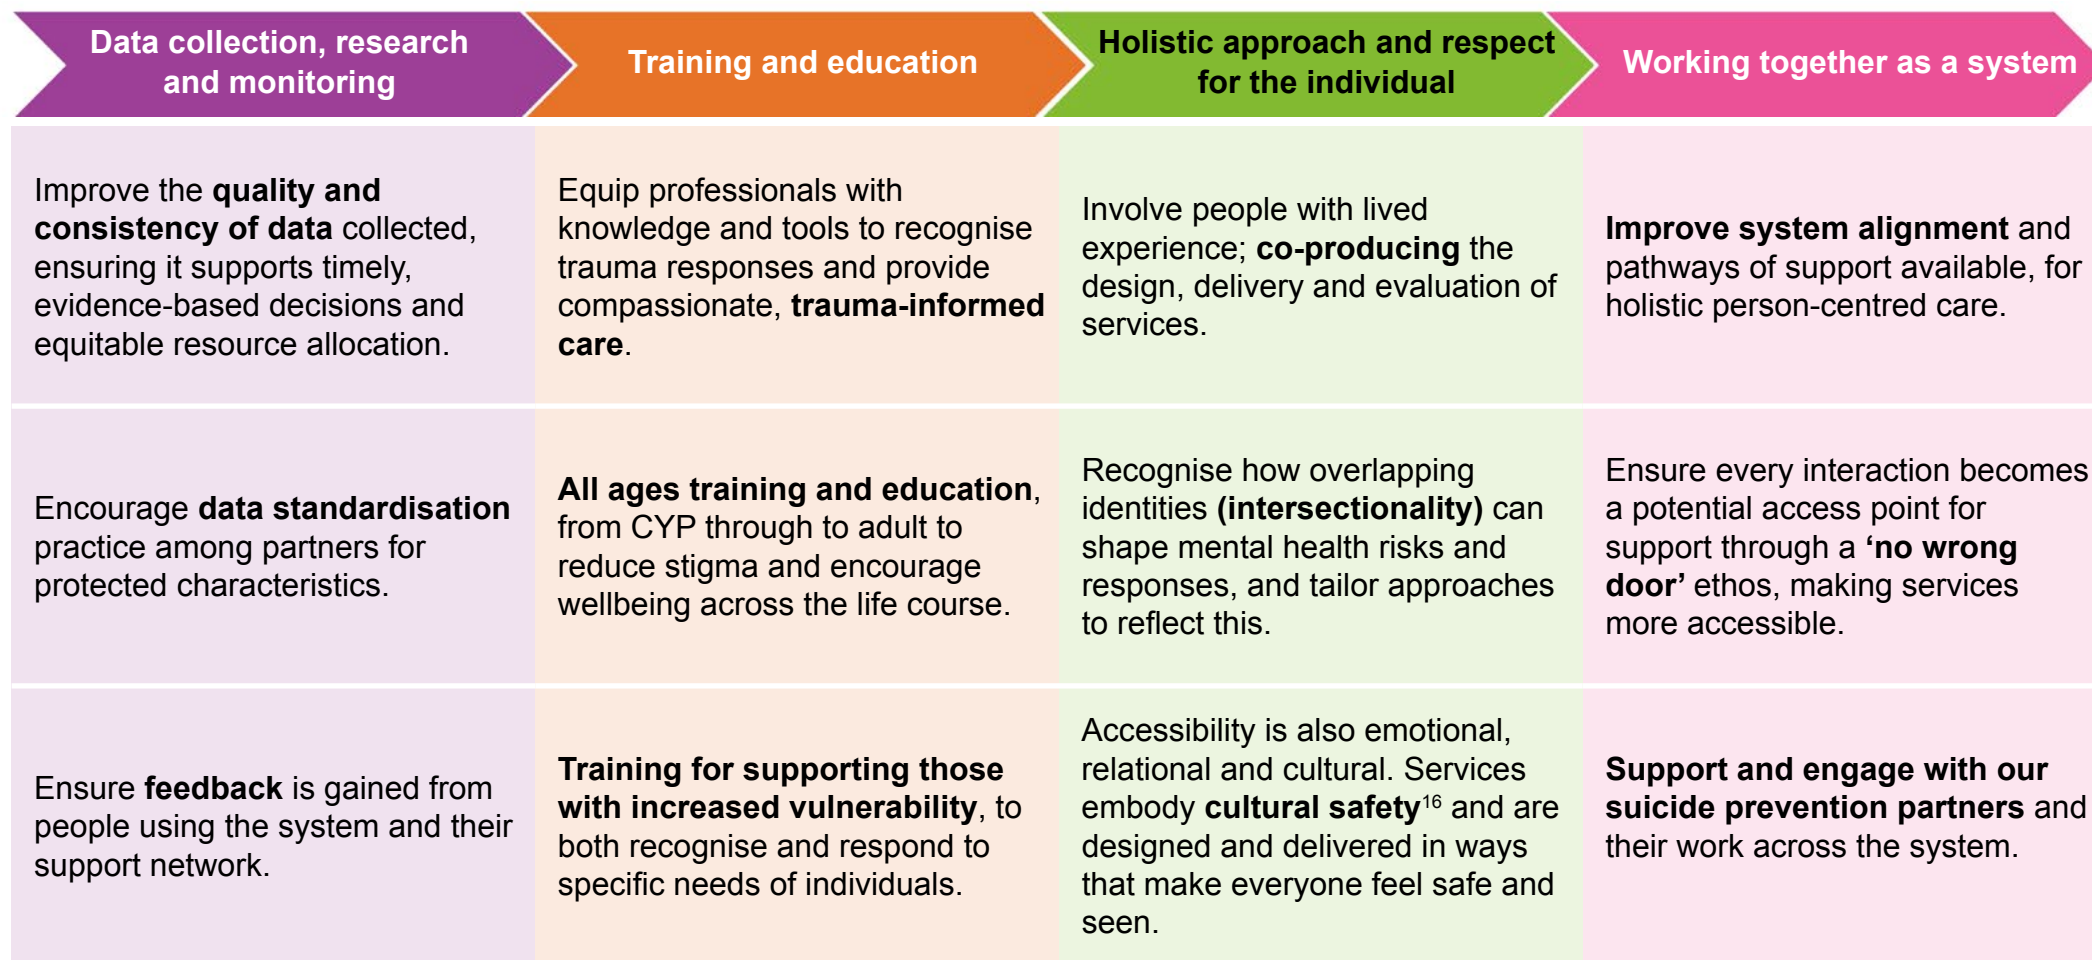 Data collection, research
and monitoring
Training and education
Holistic approach and respect
for the individual
Working together as a system
Improve the quality and
consistency of data collected,
ensuring it supports timely,
evidence-based decisions and
equitable resource allocation.
Equip professionals with
knowledge and tools to recognise
trauma responses and provide
compassionate, trauma-informed
care.
Involve people with lived
experience; co-producing the
design, delivery and evaluation of
services.
Improve system alignment and
pathways of support available, for
holistic person-centred care.
Encourage data standardisation
practice among partners for
protected characteristics.
All ages training and education,
from CYP through to adult to
reduce stigma and encourage
wellbeing across the life course.
Recognise how overlapping
identities (intersectionality) can
shape mental health risks and
responses, and tailor approaches
to reflect this.
Ensure every interaction becomes
a potential access point for
support through a ‘no wrong
door’ ethos, making services
more accessible.
Ensure feedback is gained from
people using the system and their
support network.
Training for supporting those
with increased vulnerability, to
both recognise and respond to
specific needs of individuals.
Accessibility is also emotional,
relational and cultural. Services
embody cultural safety¹⁶ and are
designed and delivered in ways
that make everyone feel safe and
seen.
Support and engage with our
suicide prevention partners and
their work across the system.